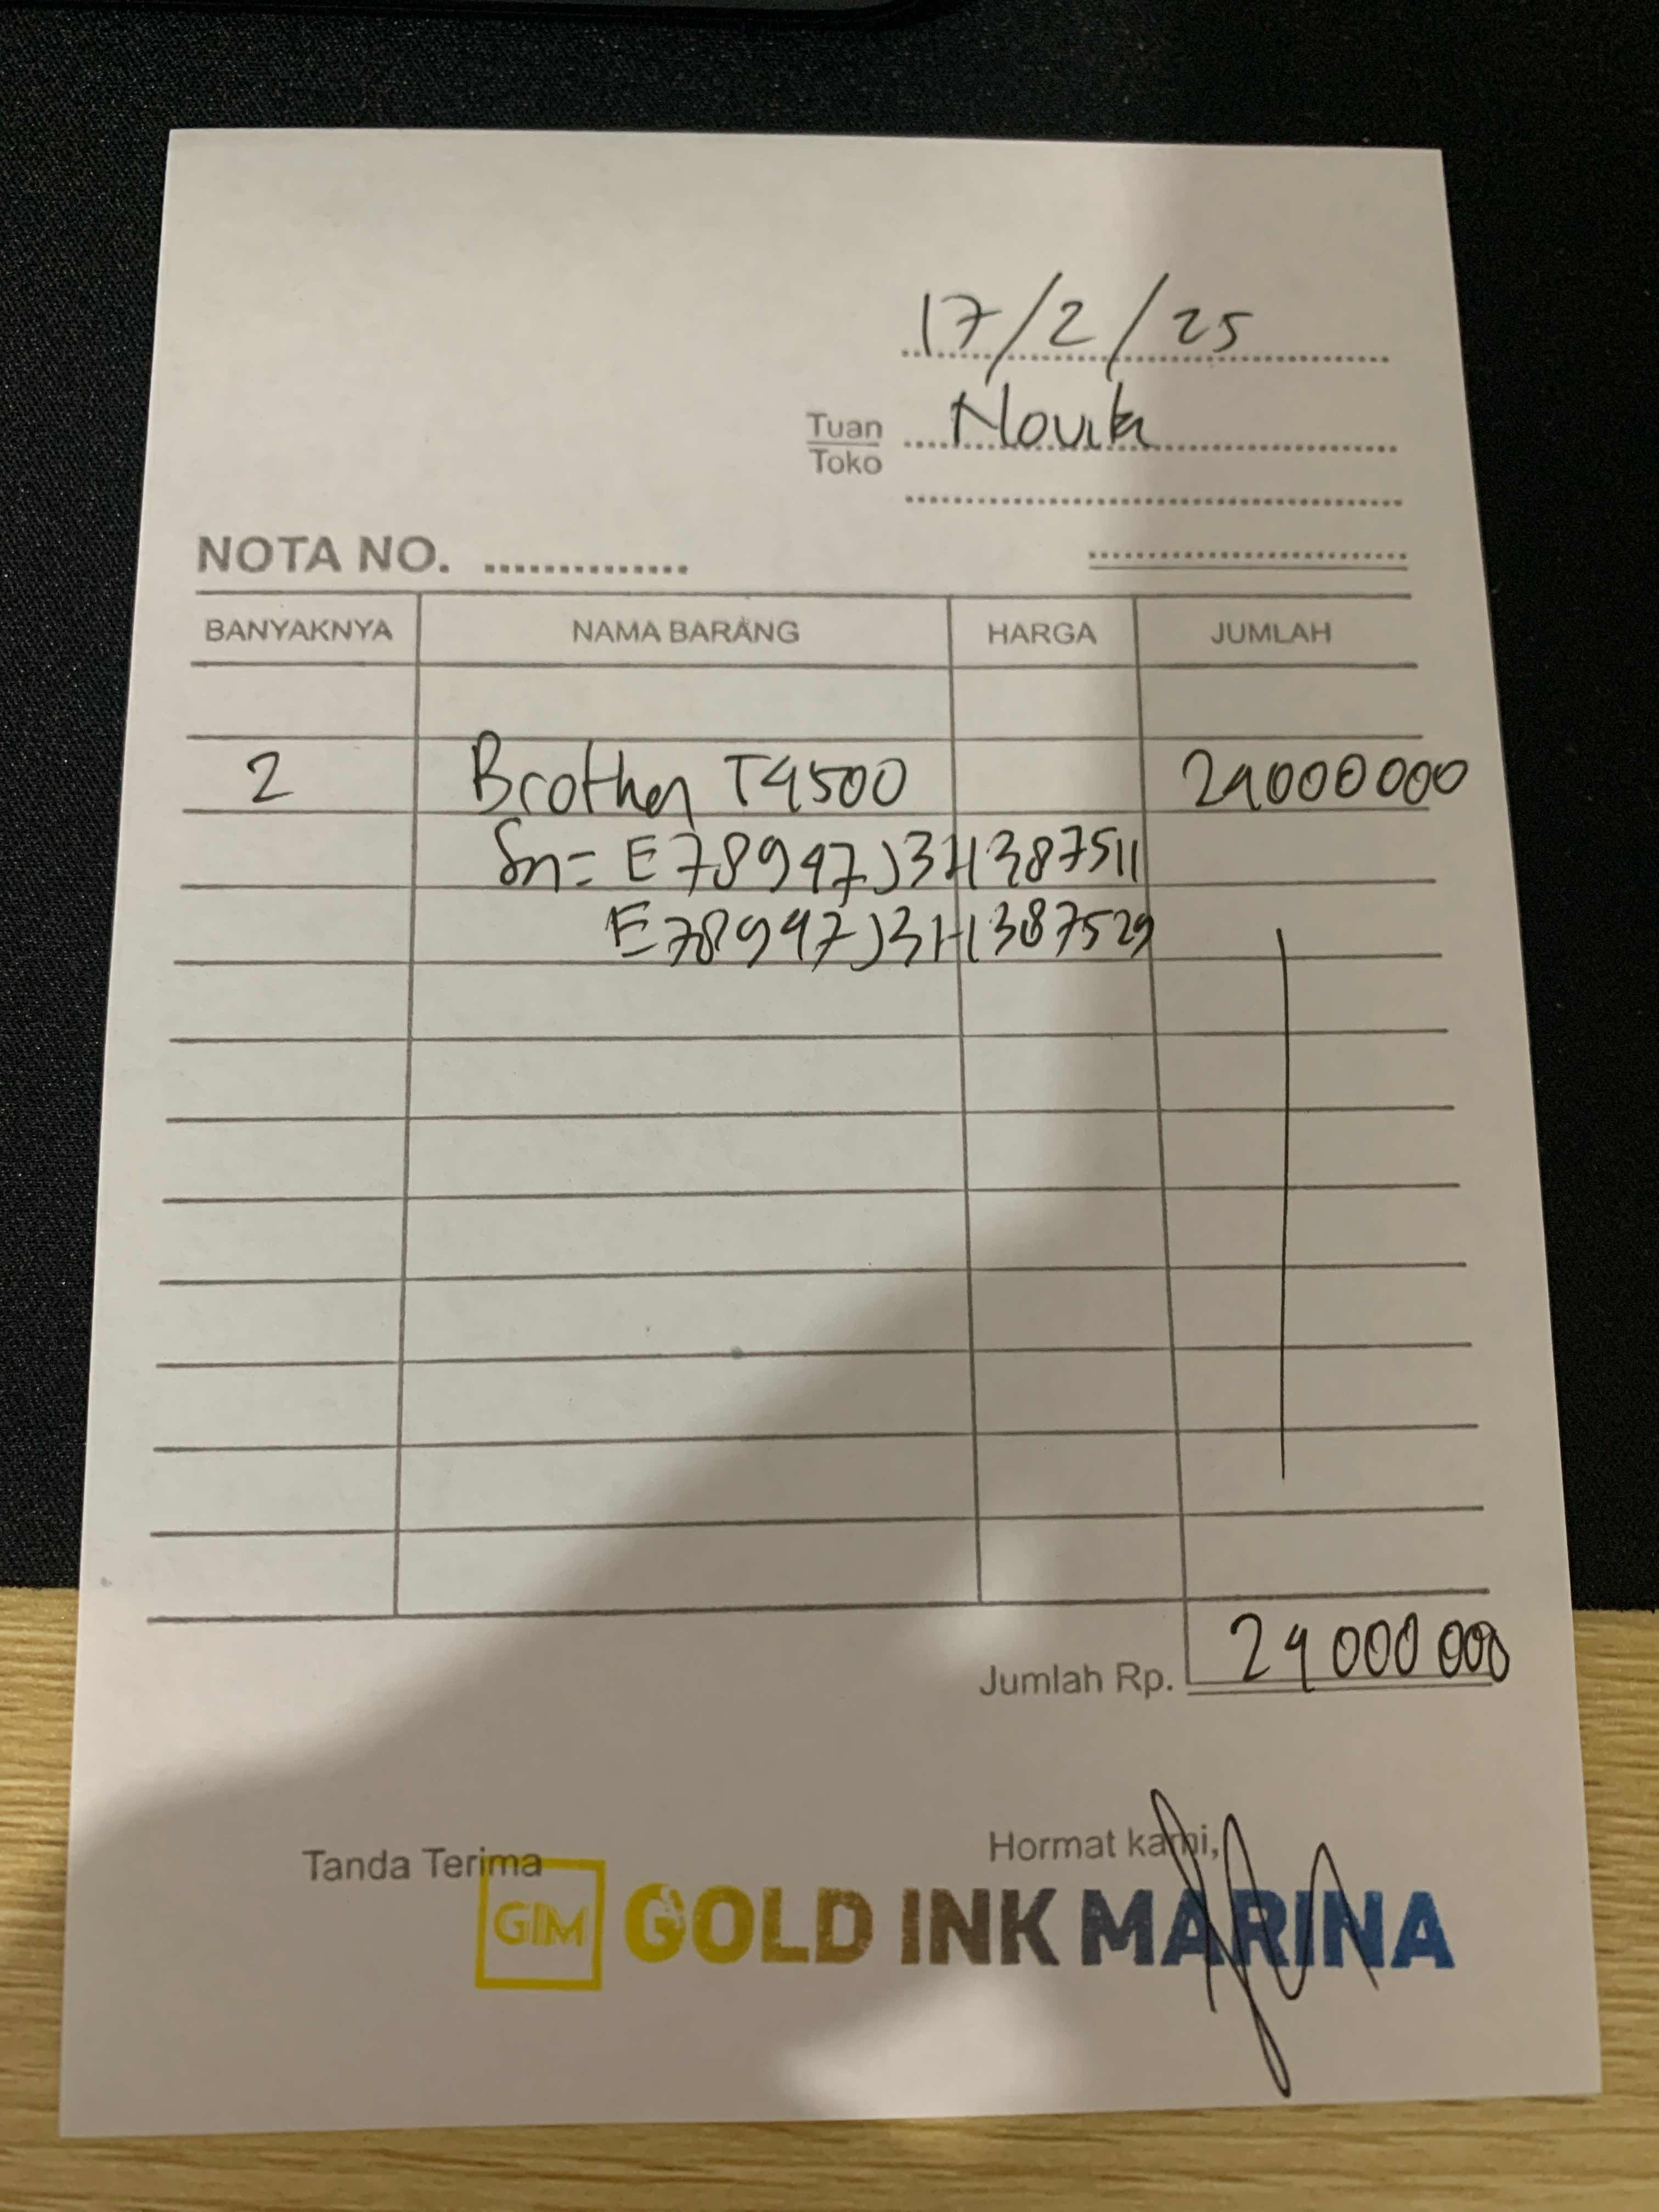 17/2/25
Tuan Novita
Toko
NOTA NO.
BANYAKNYA NAMA BARANG HARGA JUMLAH
2 Brother T4500 24000000
Sn= E78947J3H387511
E78947J3H387529
Jumlah Rp. 24000000
Tanda Terima Hormat kami,
GIM GOLD INK MARINA